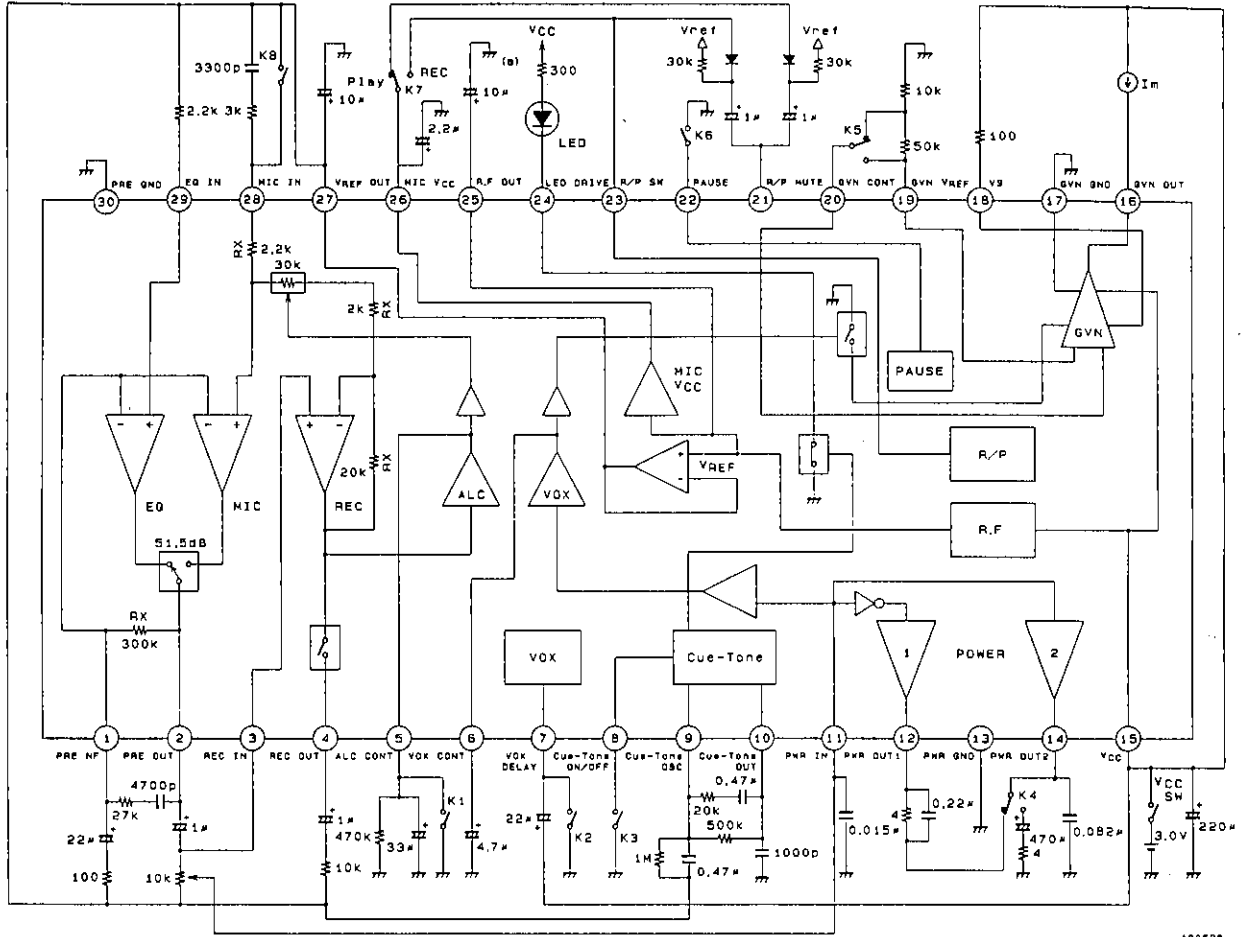 VCC
Vref
Vref
K8
3300p
(a)
300
30k
30k
Play
REC
10k
Im
2.2k
3k
10μ
K7
10μ
1μ
1μ
K5
2.2μ
LED
K6
50k
100
PRE GND
EQ IN
MIC IN
VREF OUT
MIC VCC
R.F OUT
LED DRIVE
R/P SW
PAUSE
R/P MUTE
GVN CONT
GVN VREF
VS
GVN GND
GVN OUT
30
29
28
27
26
25
24
23
22
21
20
19
18
17
16
RX
2.2k
30k
2k
RX
GVN
MIC
VCC
PAUSE
- +
- +
+ -
20k
RX
ALC
VOX
VREF
+
-
R/P
EQ
MIC
REC
R.F
51.5dB
RX
300k
VOX
Cue-Tone
1
POWER
2
1
2
3
4
5
6
7
8
9
10
11
12
13
14
15
PRE NF
PRE OUT
REC IN
REC OUT
ALC CONT
VOX CONT
VOX DELAY
Cue-Tone ON/OFF
Cue-Tone OSC
Cue-Tone OUT
PWR IN
PWR OUT1
PWR GND
PWR OUT2
VCC
4700p
27k
22μ
1μ
100
10k
1μ
10k
470k
33μ
K1
4.7μ
22μ
K2
K3
0.47μ
20k
500k
1M
0.47μ
1000p
0.015μ
4
0.22μ
K4
470μ
4
0.082μ
VCC
SW
3.0V
220μ